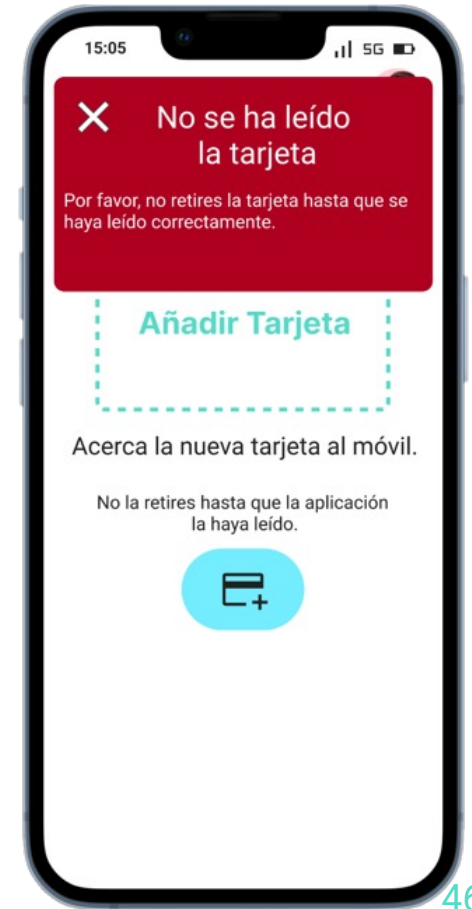 15:05
5G
No se ha leído
la tarjeta
Por favor, no retires la tarjeta hasta que se
haya leído correctamente.
Añadir Tarjeta
Acerca la nueva tarjeta al móvil.
No la retires hasta que la aplicación
la haya leído.
46